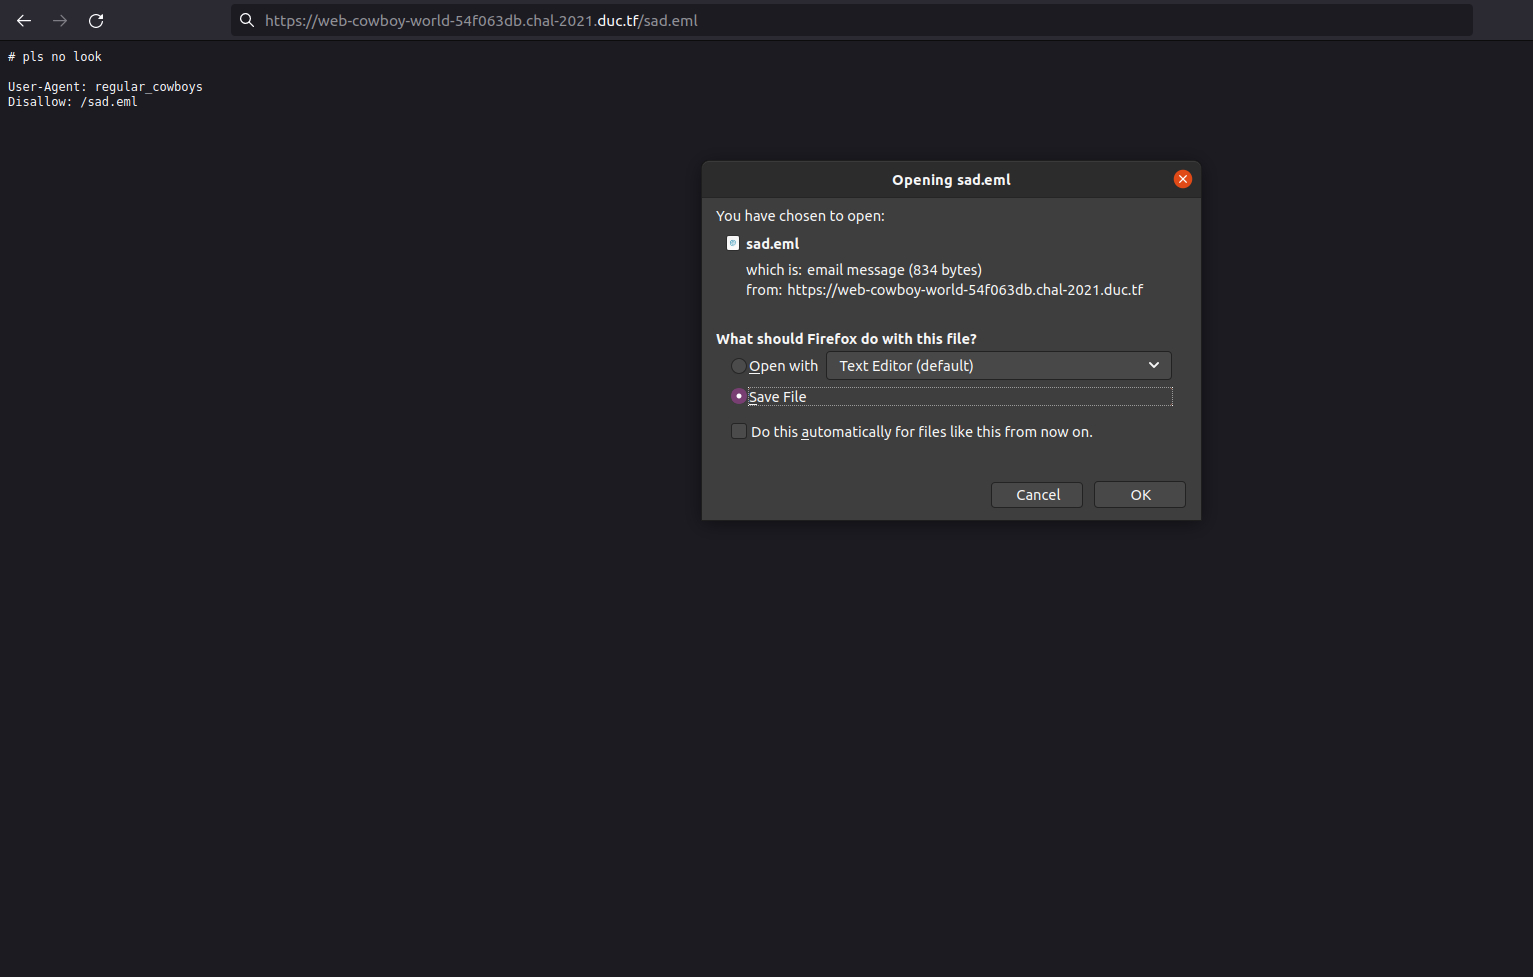 https://web-cowboy-world-54f063db.chal-2021.duc.tf/sad.eml
# pls no look
User-Agent: regular_cowboys
Disallow: /sad.eml
Opening sad.eml
You have chosen to open:
sad.eml
which is: email message (834 bytes)
from: https://web-cowboy-world-54f063db.chal-2021.duc.tf
What should Firefox do with this file?
Open with Text Editor (default)
Save File
Do this automatically for files like this from now on.
Cancel OK